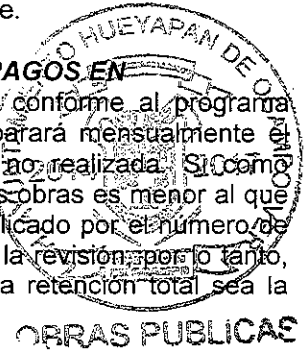 e.
PAGOS EN
conforme al programa
parará mensualmente el
no realizada. Si como
s obras es menor al que
licado por el numero de
la revisión por lo tanto,
a retención total sea la
HUEYAPAN DE O
OBRAS PUBLICAS